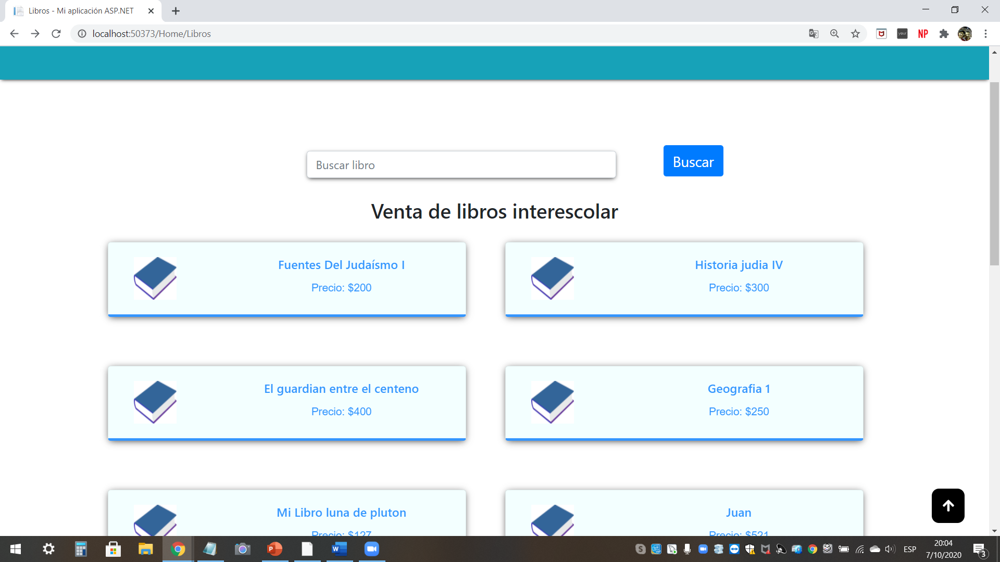 Libros - Mi aplicación ASP.NET
localhost:50373/Home/Libros
your
NP
Buscar libro
Buscar
Venta de libros interescolar
Fuentes Del Judaísmo I
Precio: $200
Historia judia IV
Precio: $300
El guardian entre el centeno
Precio: $400
Geografia 1
Precio: $250
Mi Libro luna de pluton
Precio: $127
Juan
Precio: $521
ESP
20:04
7/10/2020
3